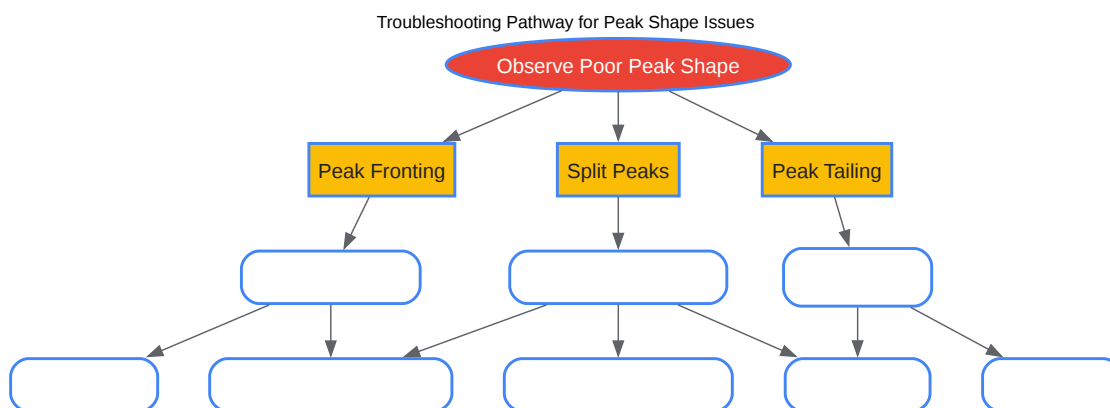 Troubleshooting Pathway for Peak Shape Issues
Observe Poor Peak Shape
Peak Fronting
Split Peaks
Peak Tailing